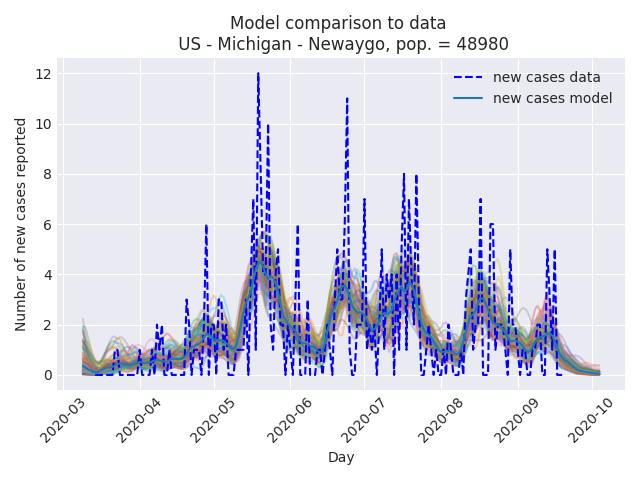 Model comparison to data
US - Michigan - Newaygo, pop. = 48980
new cases data
new cases model
Number of new cases reported
12
10
8
6
4
2
0
2020-03
2020-04
2020-05
2020-06
2020-07
2020-08
2020-09
2020-10
Day